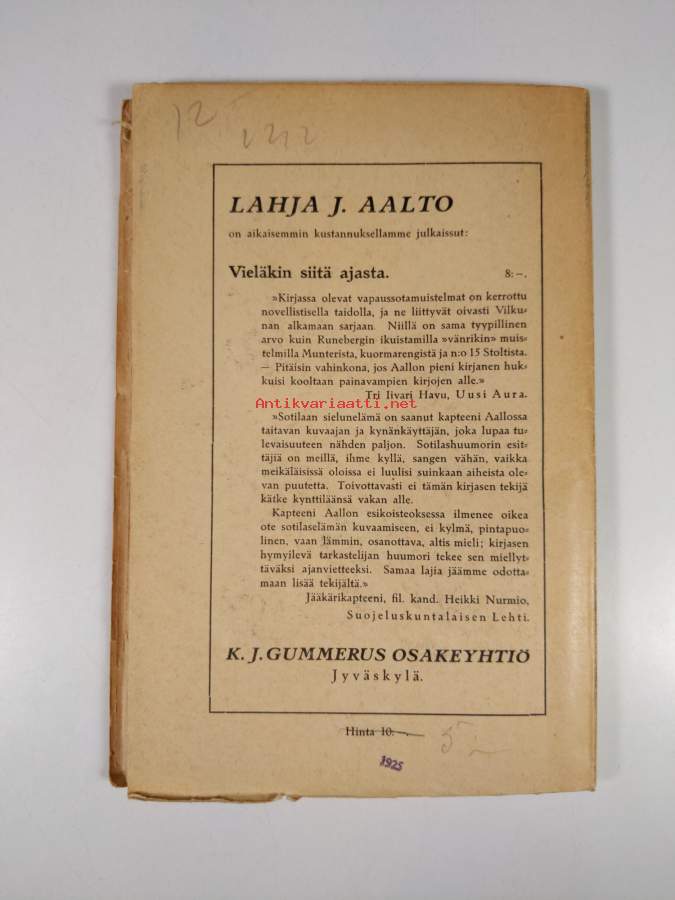 12
1212
LAHJA J. AALTO
on aikaisemmin kustannuksellamme julkaissut:
Vieläkin siitä ajasta. 8:—.
»Kirjassa olevat vapaussotamuistelmat on kerrottu
novellistisella taidolla, ja ne liittyvät oivasti Vilku-
nan alkamaan sarjaan. Niillä on sama tyypillinen
arvo kuin Runebergin ikuistamilla »vänrikin» muis-
telmilla Munterista, kuormarengistä ja n:o 15 Stoltista.
— Pitäisin vahinkona, jos Aallon pieni kirjanen huk-
kuisi kooltaan painavampien kirjojen alle.»
Tri Iivari Havu, Uusi Aura.
Antikvariaatti.net
»Sotilaan sielunelämä on saanut kapteeni Aallossa
taitavan kuvaajan ja kynänkäyttäjän, joka lupaa tu-
levaisuuteen nähden paljon. Sotilashuumorin esit-
täjiä on meillä, ihme kyllä, sangen vähän, vaikka
meikäläisissä oloissa ei luulisi suinkaan aiheista ole-
van puutetta. Toivottavasti ei tämän kirjasen tekijä
kätke kynttiläänsä vakan alle.
Kapteeni Aallon esikoisteoksessa ilmenee oikea
ote sotilaselämän kuvaamiseen, ei kylmä, pintapuo-
linen, vaan lämmin, osanottava, altis mieli; kirjasen
hymyilevä tarkastelijan huumori tekee sen miellyt-
täväksi ajanvietteeksi. Samaa lajia jäämme odotta-
maan lisää tekijältä.»
Jääkärikapteeni, fil. kand. Heikki Nurmio,
Suojeluskuntalaisen Lehti.
K. J. GUMMERUS OSAKEYHTIÖ
Jyväskylä.
Hinta 10:—. 5
1925